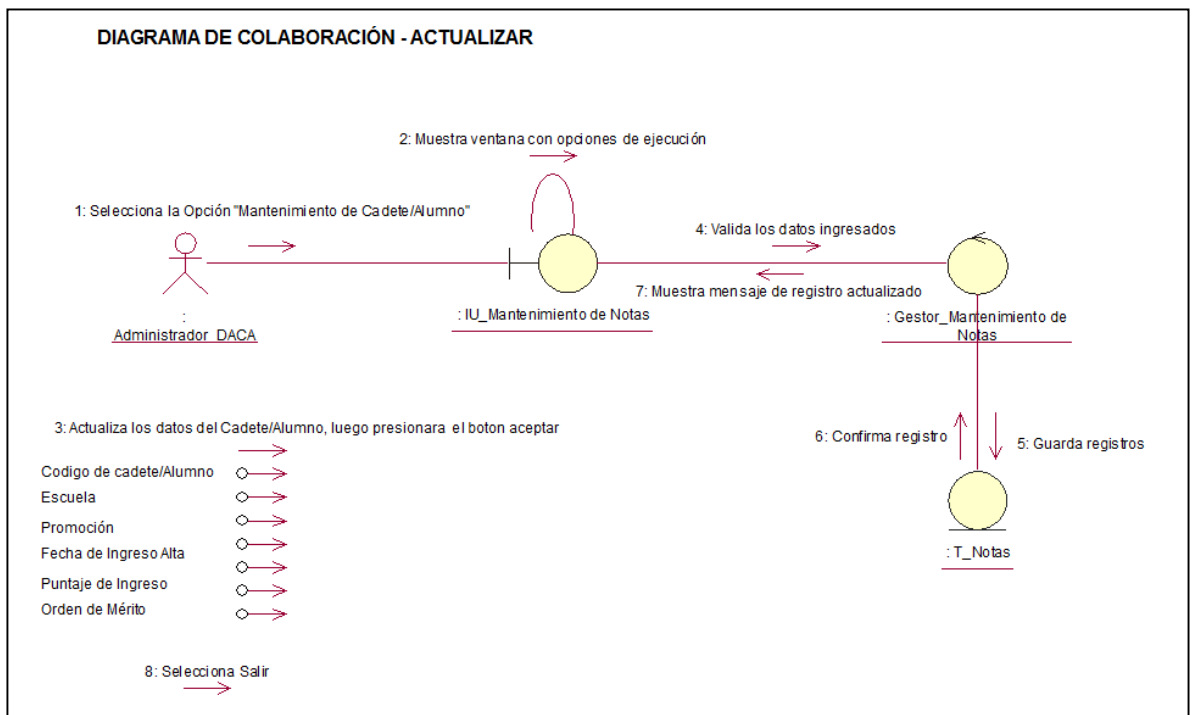 DIAGRAMA DE COLABORACIÓN - ACTUALIZAR
2: Muestra ventana con opciones de ejecución
1: Selecciona la Opción "Mantenimiento de Cadete/Alumno"
4: Valida los datos ingresados
7: Muestra mensaje de registro actualizado
:
Administrador_DACA
: IU_Mantenimiento de Notas
: Gestor_Mantenimiento de
Notas
3: Actualiza los datos del Cadete/Alumno, luego presionara el boton aceptar
6: Confirma registro
5: Guarda registros
Codigo de cadete/Alumno
Escuela
Promoción
Fecha de Ingreso Alta
Puntaje de Ingreso
Orden de Mérito
: T_Notas
8: Selecciona Salir